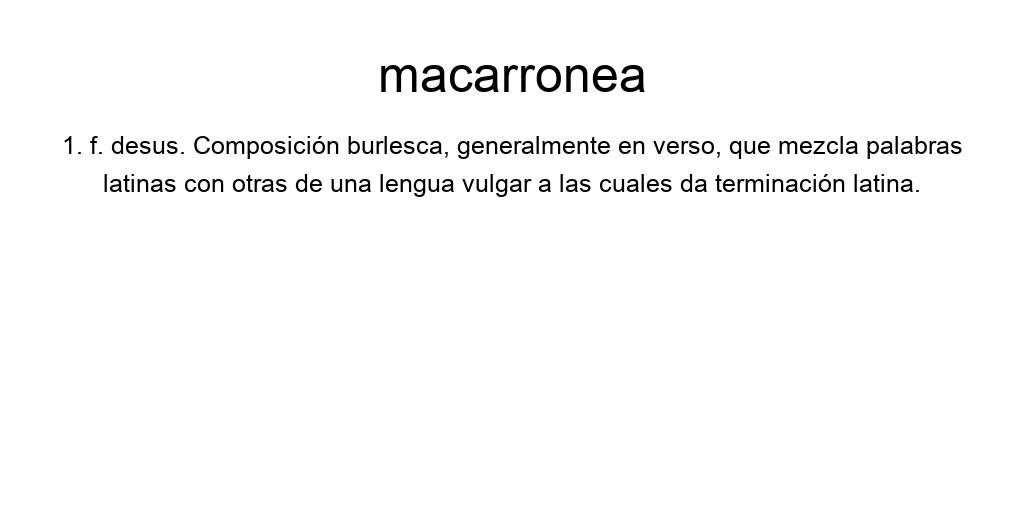 macarronea
1. f. desus. Composición burlesca, generalmente en verso, que mezcla palabras
latinas con otras de una lengua vulgar a las cuales da terminación latina.